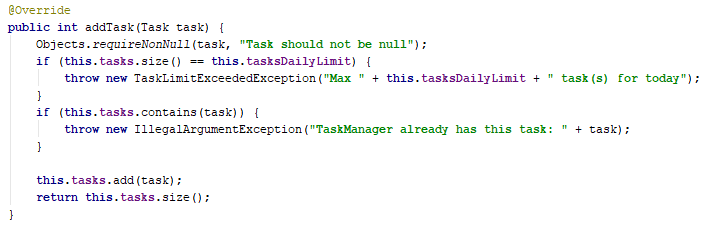 @Override
public int addTask(Task task) {
    Objects.requireNonNull(task, "Task should not be null");
    if (this.tasks.size() == this.tasksDailyLimit) {
        throw new TaskLimitExceededException("Max " + this.tasksDailyLimit + " task(s) for today");
    }
    if (this.tasks.contains(task)) {
        throw new IllegalArgumentException("TaskManager already has this task: " + task);
    }

    this.tasks.add(task);
    return this.tasks.size();
}